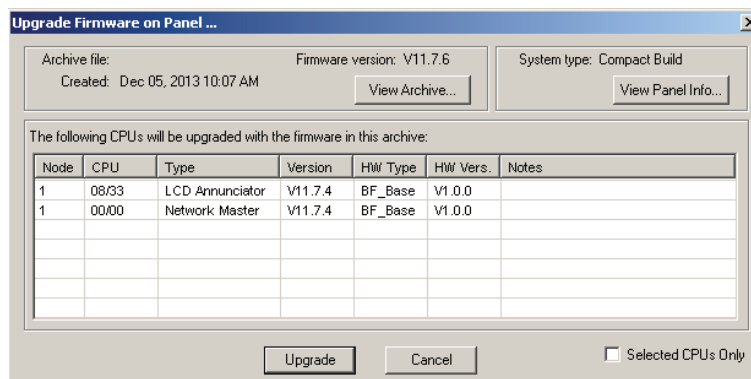 Upgrade Firmware on Panel ...
Archive file: Firmware version: V11.7.6 System type: Compact Build
Created: Dec 05, 2013 10:07 AM
View Archive... View Panel Info...
The following CPUs will be upgraded with the firmware in this archive:
Node CPU Type Version HW Type HW Vers. Notes
1 08/33 LCD Annunciator V11.7.4 BF_Base V1.0.0
1 00/00 Network Master V11.7.4 BF_Base V1.0.0
Upgrade Cancel Selected CPUs Only